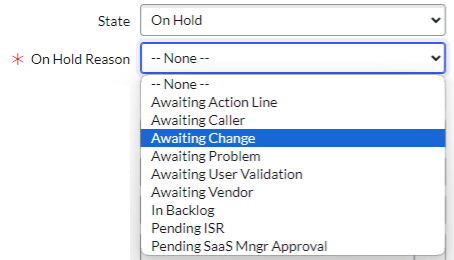 State On Hold
* On Hold Reason -- None --
-- None --
Awaiting Action Line
Awaiting Caller
Awaiting Change
Awaiting Problem
Awaiting User Validation
Awaiting Vendor
In Backlog
Pending ISR
Pending SaaS Mngr Approval